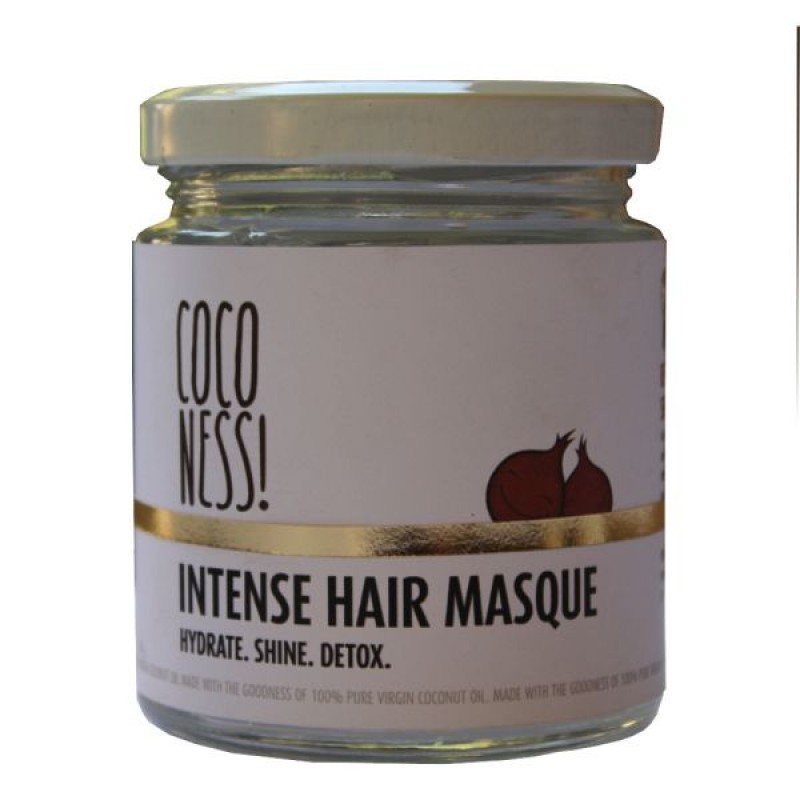 COCO
NESS!
INTENSE HAIR MASQUE
HYDRATE. SHINE. DETOX.
COCONUT OIL. MADE WITH THE GOODNESS OF 100% PURE VIRGIN COCONUT OIL. MADE WITH THE GOODNESS OF 100% PURE